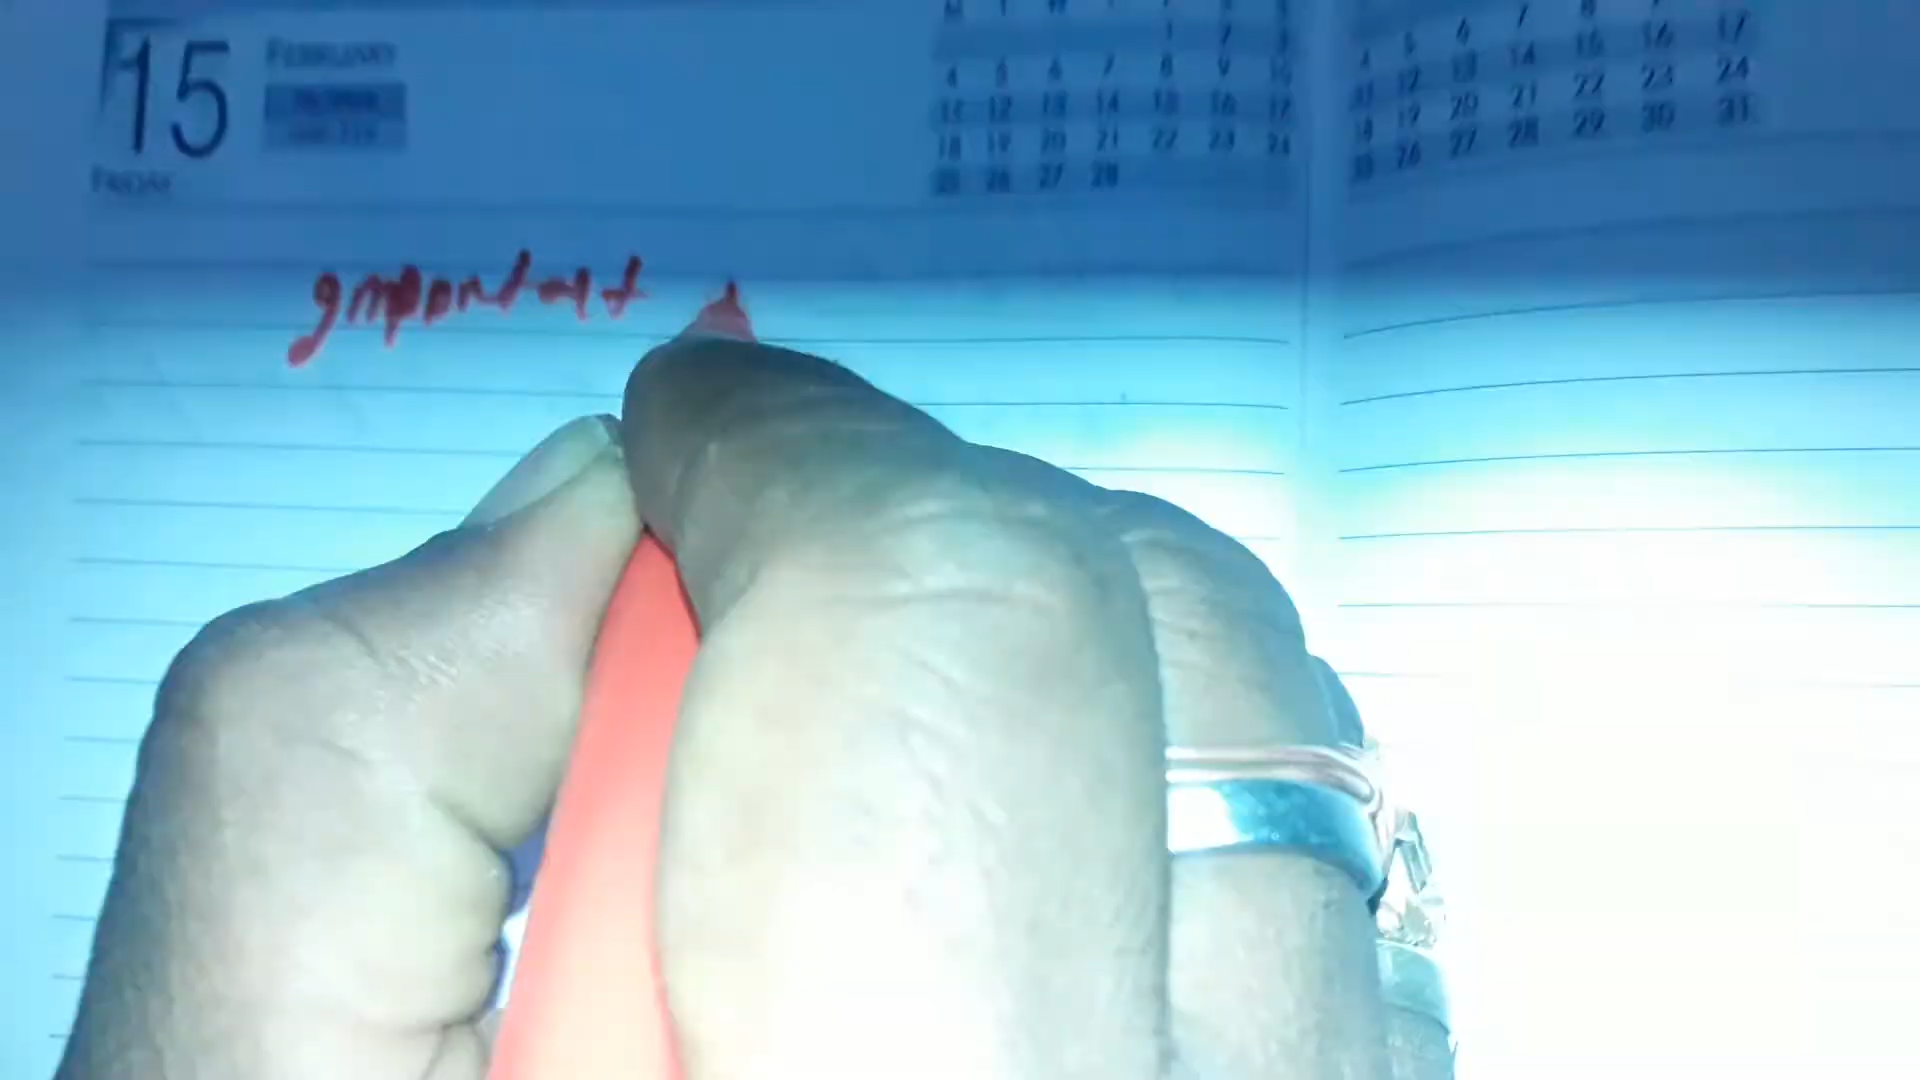 15 FEBRUARY
FRIDAY
1 2 3
4 5 6 7 8 9 10
11 12 13 14 15 16 17
18 19 20 21 22 23 24
25 26 27 28
4 5 6 7 8 9
11 12 13 14 15 16 17
18 19 20 21 22 23 24
25 26 27 28 29 30 31
Important